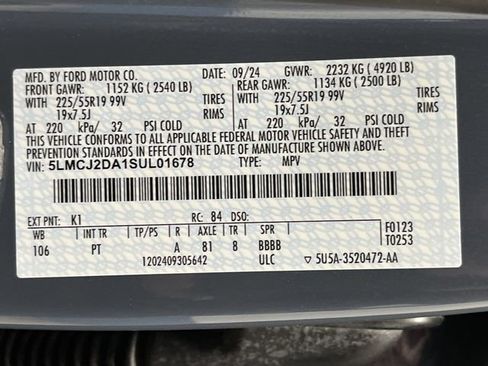 MFD. BY FORD MOTOR CO. DATE: 09/24 GVWR: 2232 KG ( 4920 LB)
FRONT GAWR: 1152 KG ( 2540 LB) REAR GAWR: 1134 KG ( 2500 LB)
WITH 225/55R19 99V TIRES WITH 225/55R19 99V TIRES
19x7.5J RIMS 19x7.5J RIMS
AT 220 kPa/ 32 PSI COLD AT 220 kPa/ 32 PSI COLD
THIS VEHICLE CONFORMS TO ALL APPLICABLE FEDERAL MOTOR VEHICLE SAFETY AND BUMPER
STANDARDS AND THEFT PREVENTION STANDARDS IN EFFECT ON THE DATE OF MANUFACTURE SHOWN ABOVE.
VIN: 5LMCJ2DA1SUL01678 TYPE: MPV
EXT PNT: K1 RC: 84 DSO: F0123
WB INT TR TP/PS R AXLE TR SPR T0253
106 PT A 81 8 BBBB
1202409305642 ULC ▽ 5U5A-3520472-AA